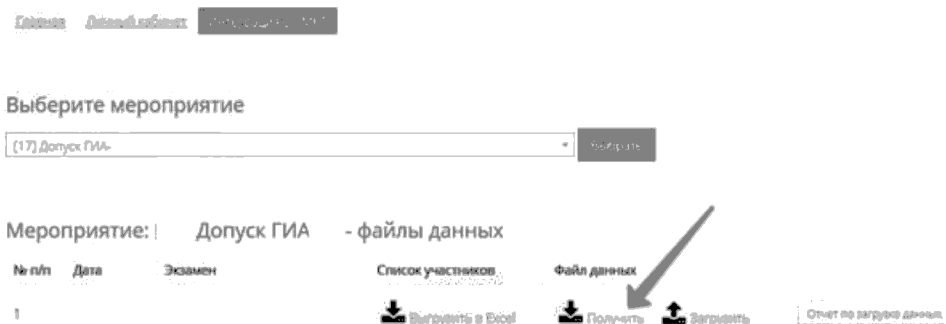 Главная Личный кабинет
Выберите мероприятие
(17) Допуск ГИА- Выбрать
Мероприятие: Допуск ГИА - файлы данных
№ п/п Дата Экзамен Список участников Файл данных
1 Выгрузить в Excel Получить Загрузить Отчет по загрузке данных